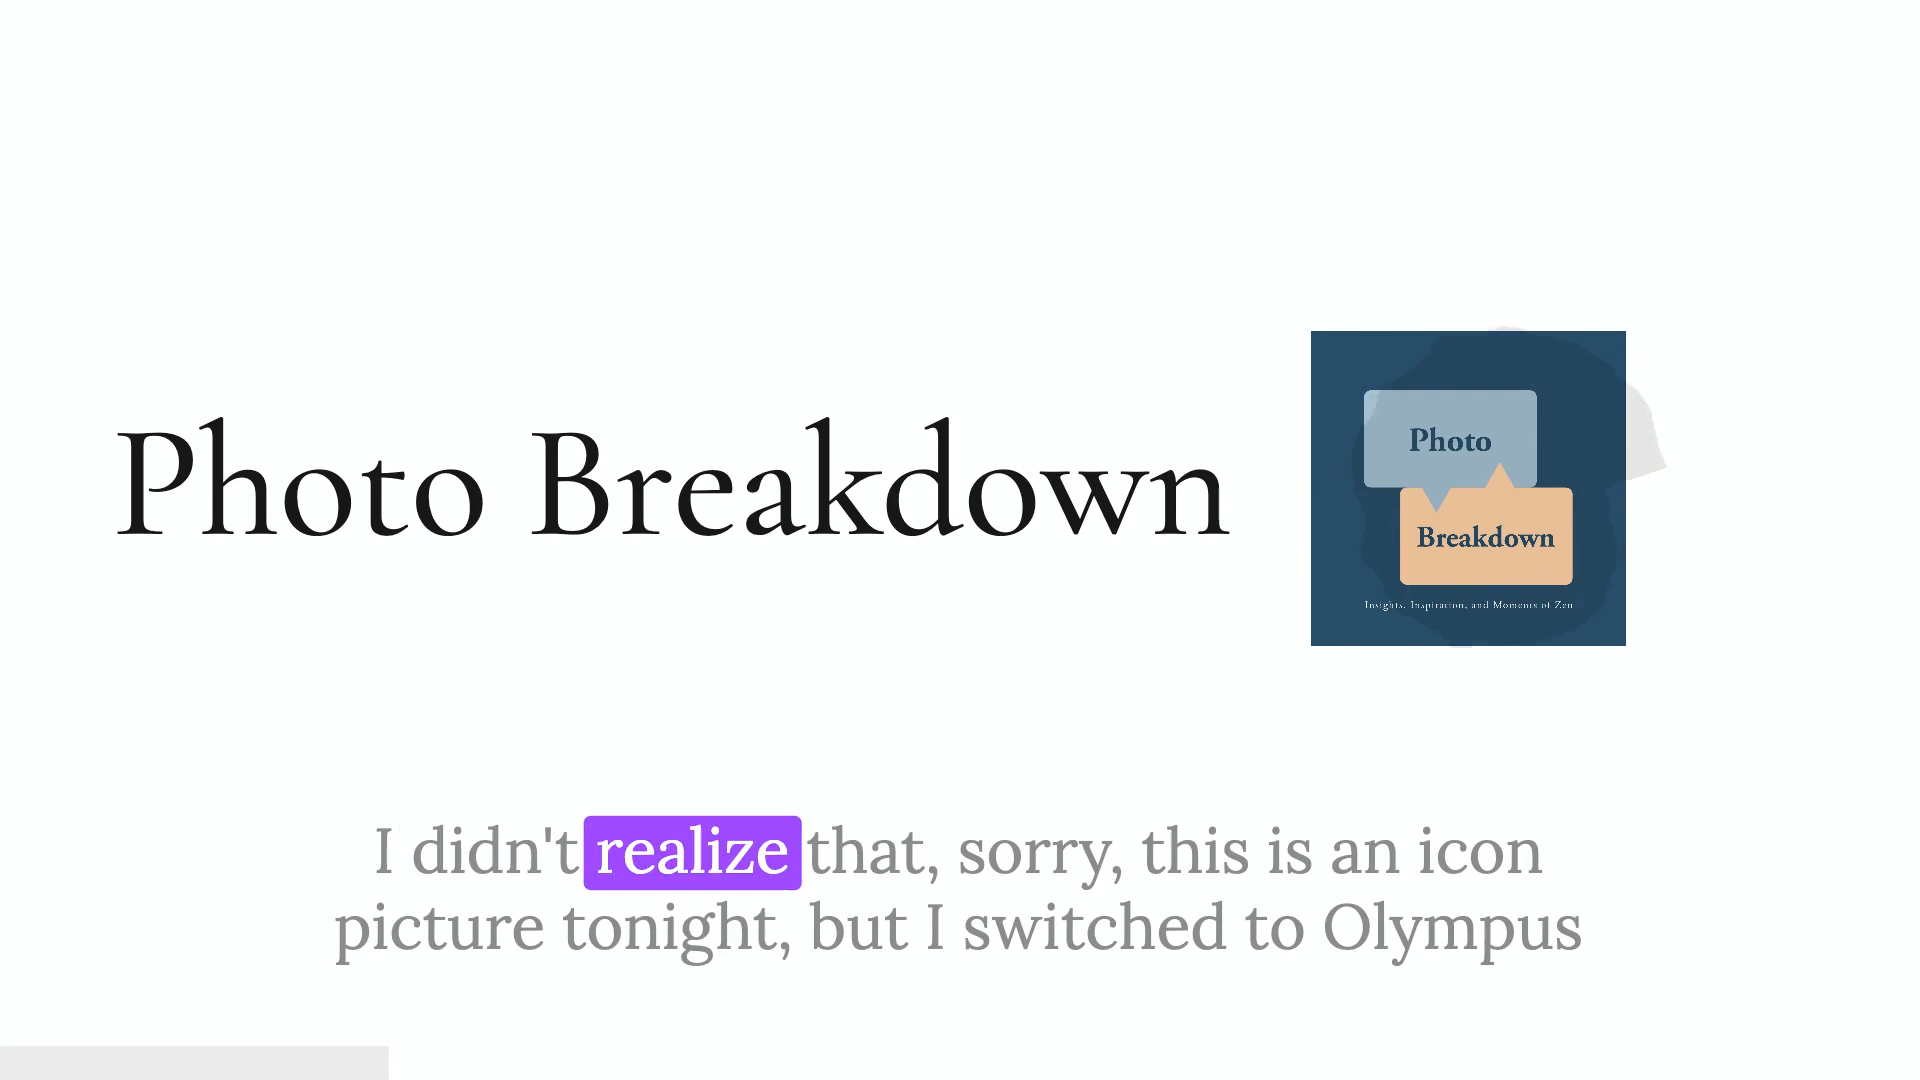 Photo Breakdown
Photo
Breakdown
Insights, Inspiration, and Moments of Zen
I didn't realize that, sorry, this is an icon
picture tonight, but I switched to Olympus